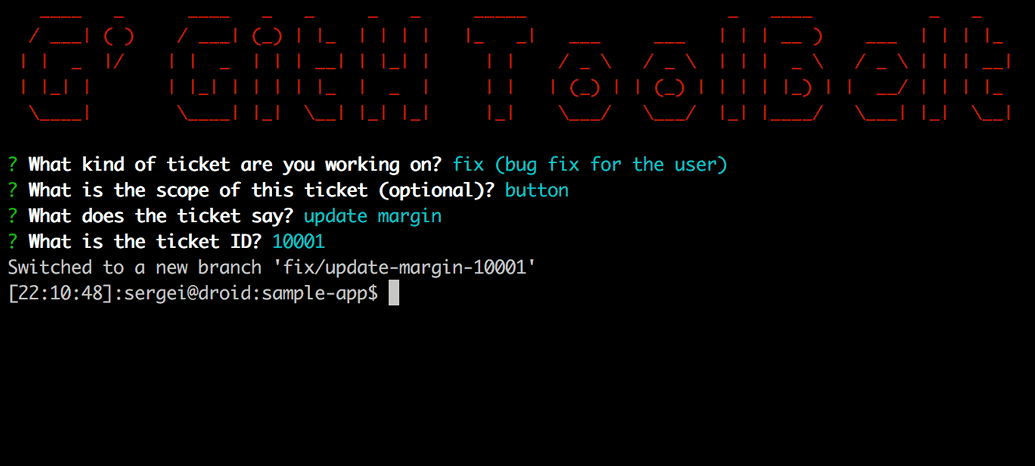 G' GitH ToolBelt
? What kind of ticket are you working on? fix (bug fix for the user)
? What is the scope of this ticket (optional)? button
? What does the ticket say? update margin
? What is the ticket ID? 10001
Switched to a new branch 'fix/update-margin-10001'
[22:10:48]:sergei@droid:sample-app$